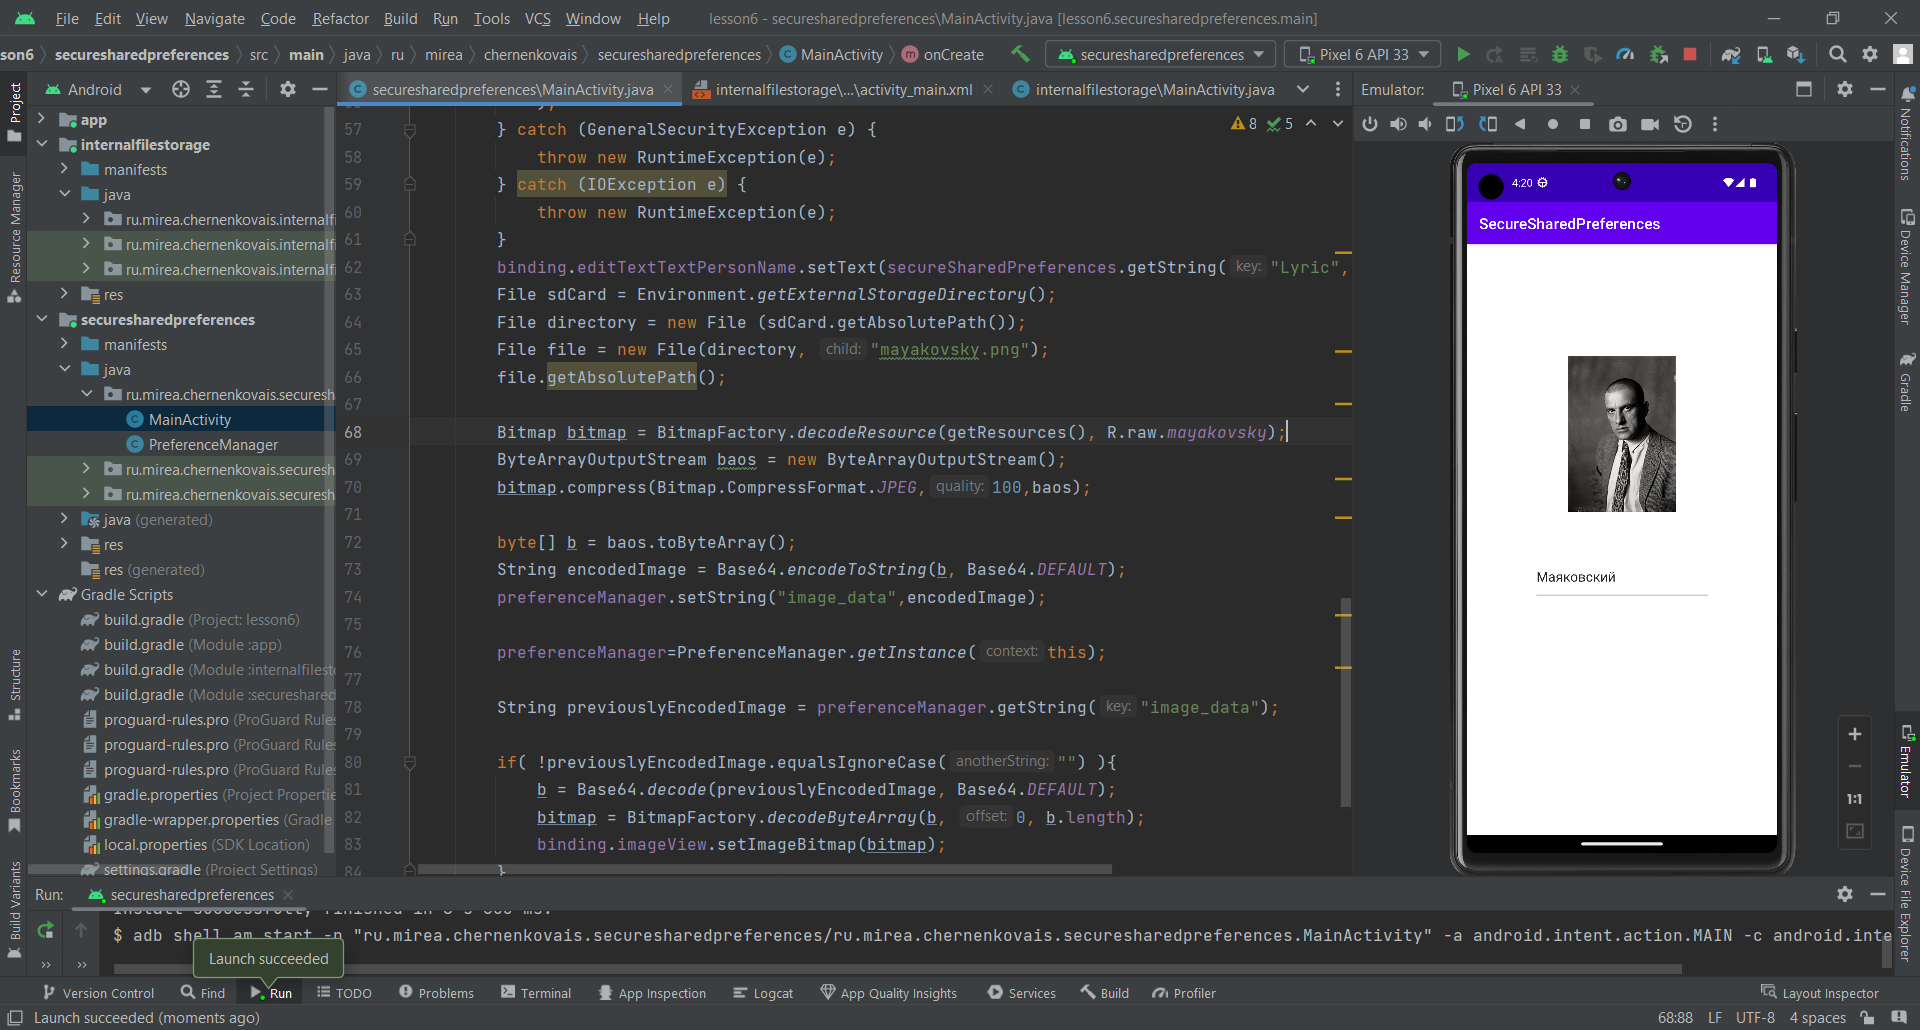 File Edit View Navigate Code Refactor Build Run Tools VCS Window Help lesson6 - securesharedpreferences\MainActivity.java [lesson6.securesharedpreferences.main]
son6 securesharedpreferences src main java ru mirea chernenkovais securesharedpreferences MainActivity onCreate securesharedpreferences Pixel 6 API 33
Android securesharedpreferences\MainActivity.java internalfilestorage\...\activity_main.xml internalfilestorage\MainActivity.java Emulator: Pixel 6 API 33
Project
Resource Manager
Structure
Bookmarks
Build Variants
app
internalfilestorage
manifests
java
ru.mirea.chernenkovais.internalfi
ru.mirea.chernenkovais.internalfi
ru.mirea.chernenkovais.internalfi
res
securesharedpreferences
manifests
java
ru.mirea.chernenkovais.securesh
MainActivity
PreferenceManager
ru.mirea.chernenkovais.securesh
ru.mirea.chernenkovais.securesh
java (generated)
res
res (generated)
Gradle Scripts
build.gradle (Project: lesson6)
build.gradle (Module :app)
build.gradle (Module :internalfilest
build.gradle (Module :secureshared
proguard-rules.pro (ProGuard Rules
proguard-rules.pro (ProGuard Rules
proguard-rules.pro (ProGuard Rules
gradle.properties (Project Propertie
gradle-wrapper.properties (Gradle
local.properties (SDK Location)
settings.gradle (Project Settings)
8 5
57 } catch (GeneralSecurityException e) {
58 throw new RuntimeException(e);
59 } catch (IOException e) {
60 throw new RuntimeException(e);
61 }
62 binding.editTextTextPersonName.setText(secureSharedPreferences.getString( key: "Lyric",
63 File sdCard = Environment.getExternalStorageDirectory();
64 File directory = new File (sdCard.getAbsolutePath());
65 File file = new File(directory, child: "mayakovsky.png");
66 file.getAbsolutePath();
67
68 Bitmap bitmap = BitmapFactory.decodeResource(getResources(), R.raw.mayakovsky);
69 ByteArrayOutputStream baos = new ByteArrayOutputStream();
70 bitmap.compress(Bitmap.CompressFormat.JPEG, quality: 100,baos);
71
72 byte[] b = baos.toByteArray();
73 String encodedImage = Base64.encodeToString(b, Base64.DEFAULT);
74 preferenceManager.setString("image_data",encodedImage);
75
76 preferenceManager=PreferenceManager.getInstance( context: this);
77
78 String previouslyEncodedImage = preferenceManager.getString( key: "image_data");
79
80 if( !previouslyEncodedImage.equalsIgnoreCase( anotherString: "") ){
81 b = Base64.decode(previouslyEncodedImage, Base64.DEFAULT);
82 bitmap = BitmapFactory.decodeByteArray(b, offset: 0, b.length);
83 binding.imageView.setImageBitmap(bitmap);
84 }
4:20
SecureSharedPreferences
Маяковский
1:1
Notifications
Device Manager
Gradle
Emulator
Device File Explorer
Run: securesharedpreferences
$ adb shell am start -n "ru.mirea.chernenkovais.securesharedpreferences/ru.mirea.chernenkovais.securesharedpreferences.MainActivity" -a android.intent.action.MAIN -c android.inte
Launch succeeded
Version Control Find Run TODO Problems Terminal App Inspection Logcat App Quality Insights Services Build Profiler Layout Inspector
Launch succeeded (moments ago) 68:88 LF UTF-8 4 spaces